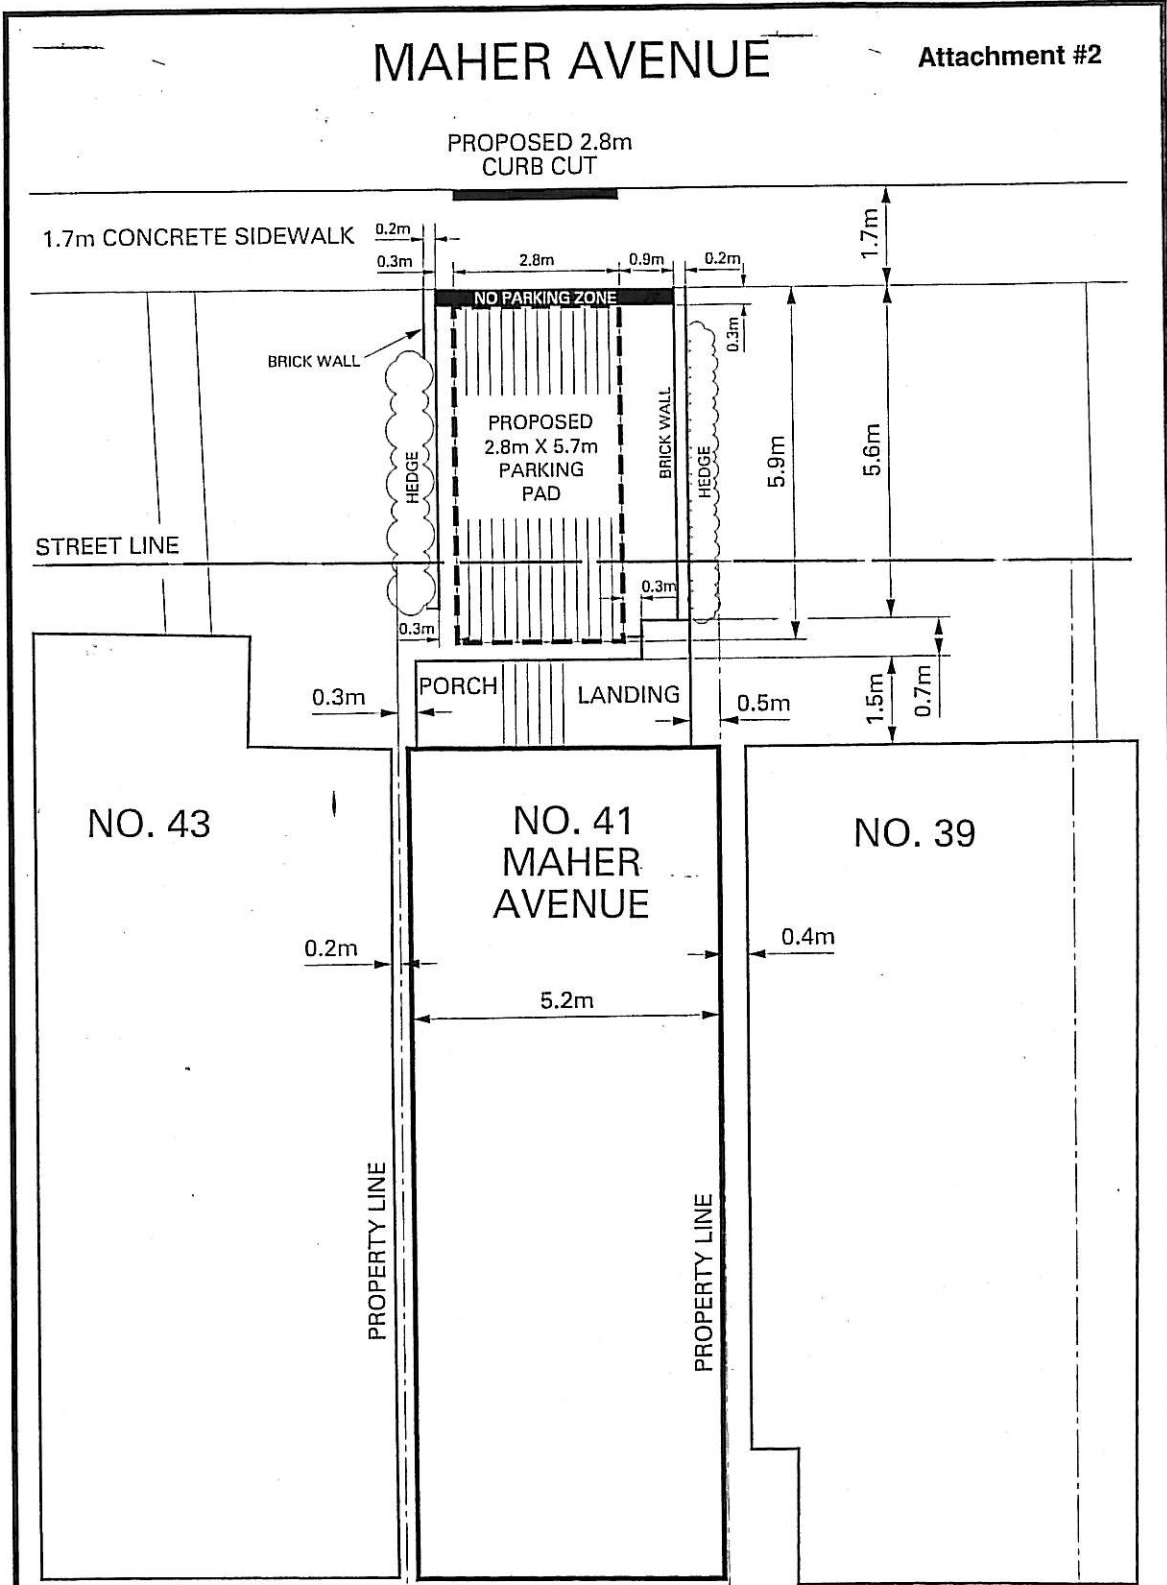 MAHER AVENUE
Attachment #2
PROPOSED 2.8m
CURB CUT
1.7m CONCRETE SIDEWALK
0.2m
0.3m
2.8m
0.9m
0.2m
1.7m
NO PARKING ZONE
0.3m
BRICK WALL
HEDGE
PROPOSED
2.8m X 5.7m
PARKING
PAD
BRICK WALL
HEDGE
5.9m
5.6m
STREET LINE
0.3m
0.3m
0.3m
PORCH
LANDING
0.5m
1.5m
0.7m
NO. 43
NO. 41
MAHER
AVENUE
NO. 39
0.2m
0.4m
5.2m
PROPERTY LINE
PROPERTY LINE